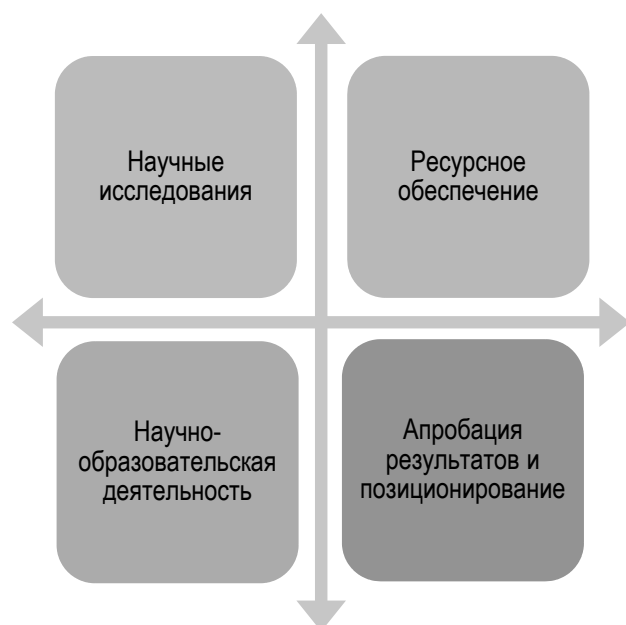 Научные
исследования
Ресурсное
обеспечение
Научно-
образовательская
деятельность
Апробация
результатов и
позиционирование